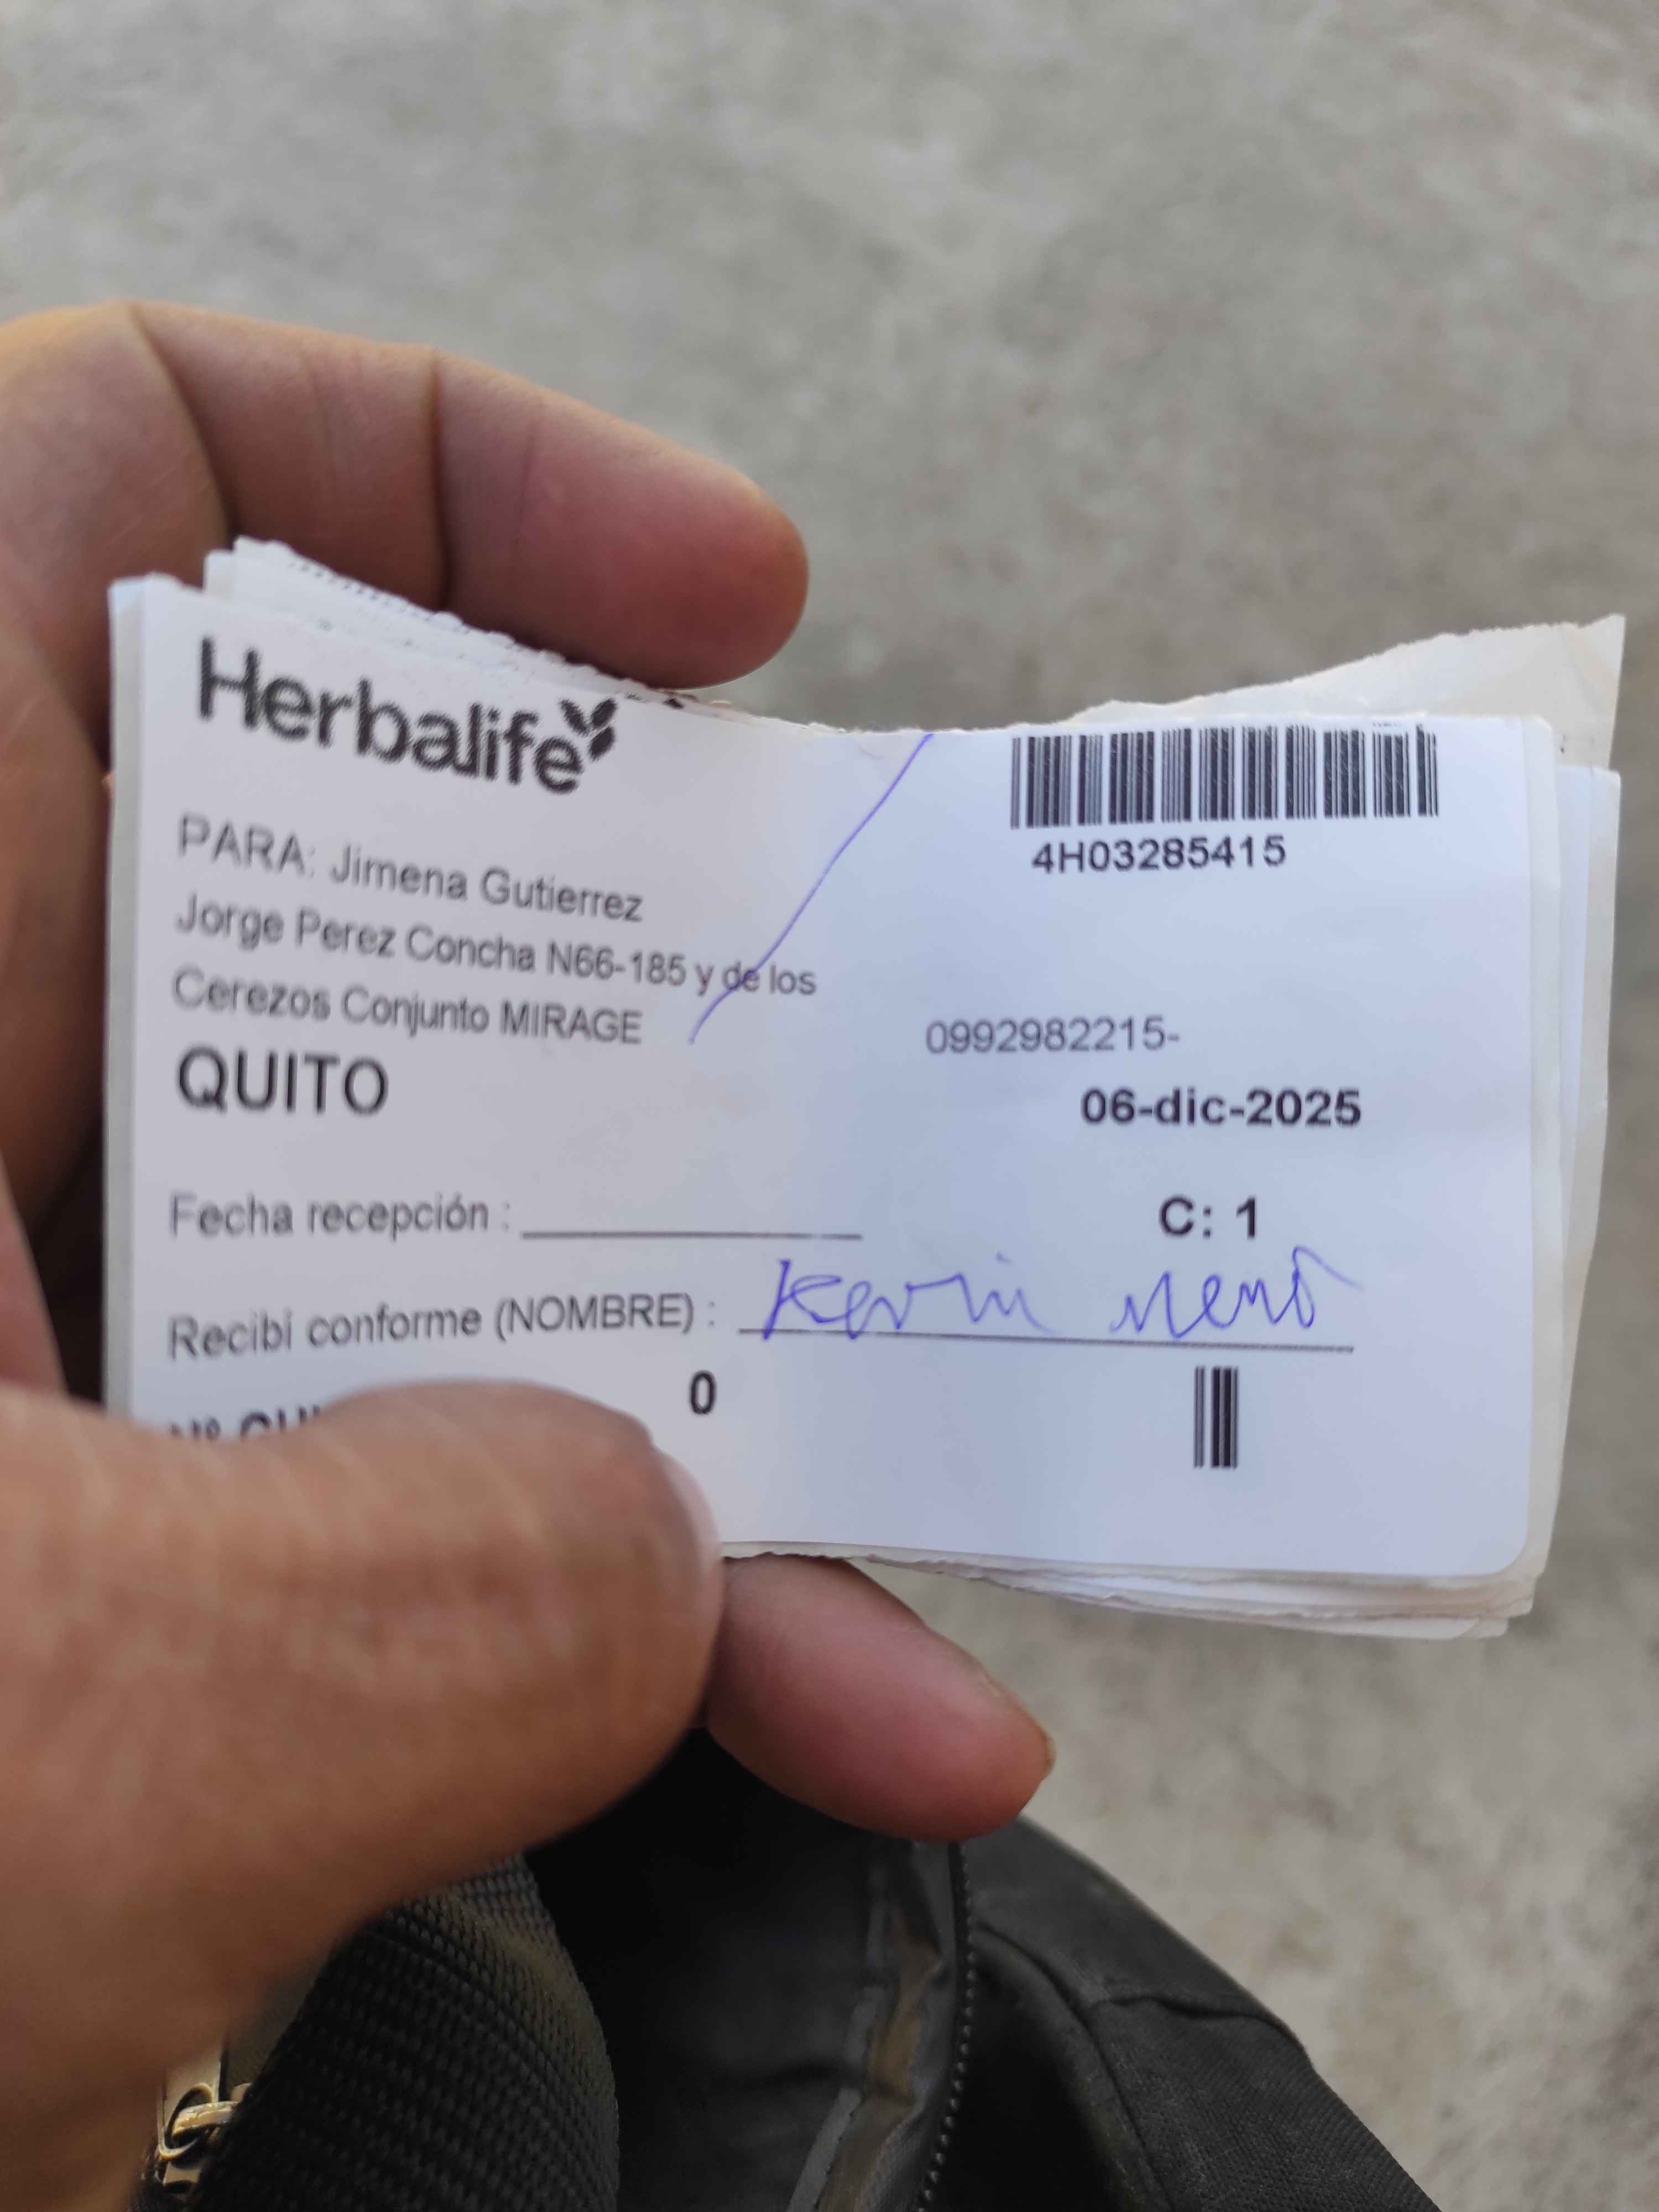 Herbalife
4H03285415
PARA: Jimena Gutierrez
Jorge Perez Concha N66-185 y de los
Cerezos Conjunto MIRAGE
0992982215-
QUITO
06-dic-2025
Fecha recepción :
C: 1
Recibi conforme (NOMBRE) : Kevin
0